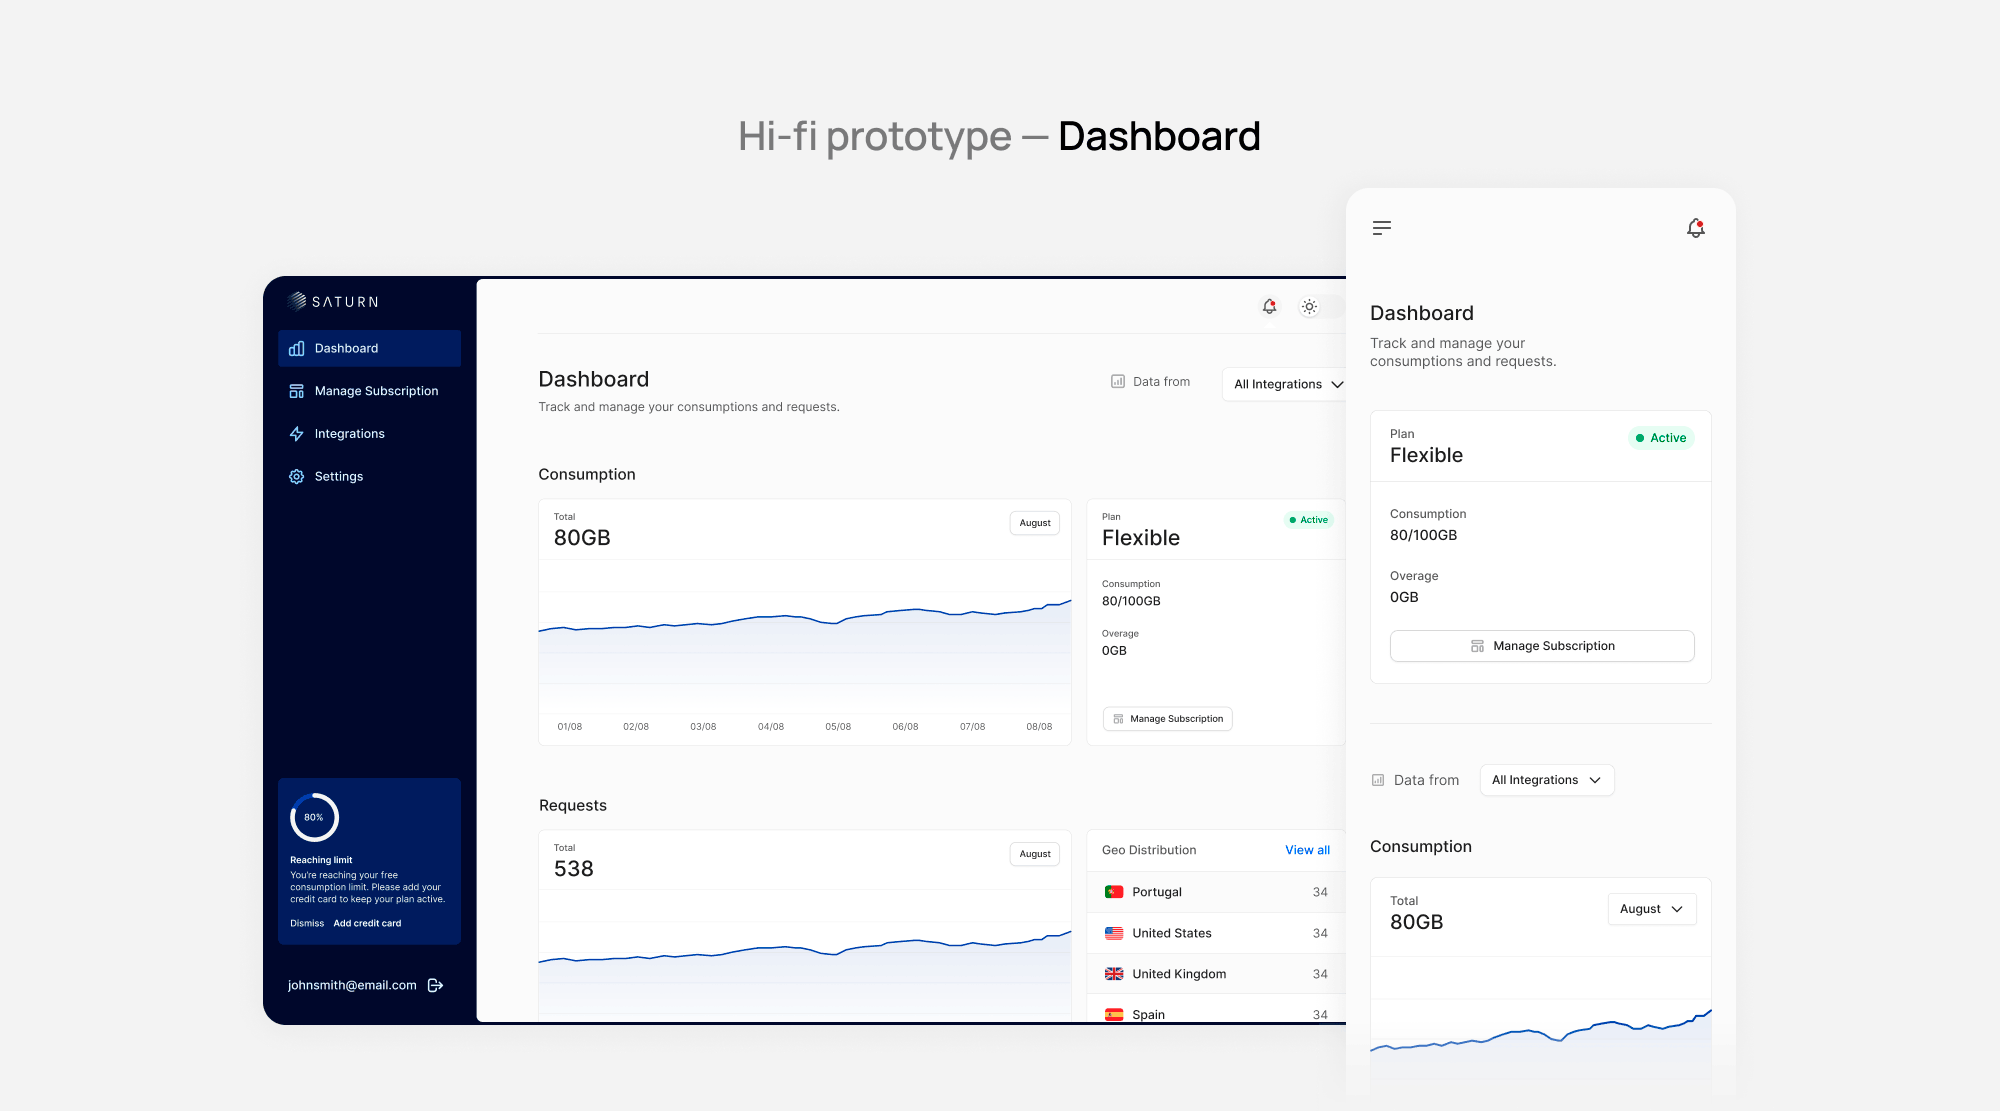 Hi-fi prototype — Dashboard
SATURN
Dashboard
Manage Subscription
Integrations
Settings
80%
Reaching limit
You're reaching your free
consumption limit. Please add your
credit card to keep your plan active.
Dismiss Add credit card
johnsmith@email.com
Dashboard
Track and manage your consumptions and requests.
Data from
All Integrations
Consumption
Total
80GB
August
01/08 02/08 03/08 04/08 05/08 06/08 07/08 08/08
Plan
Flexible
Active
Consumption
80/100GB
Overage
0GB
Manage Subscription
Requests
Total
538
August
Geo Distribution View all
Portugal 34
United States 34
United Kingdom 34
Spain 34
Dashboard
Track and manage your
consumptions and requests.
Plan
Flexible
Active
Consumption
80/100GB
Overage
0GB
Manage Subscription
Data from All Integrations
Consumption
Total
80GB
August